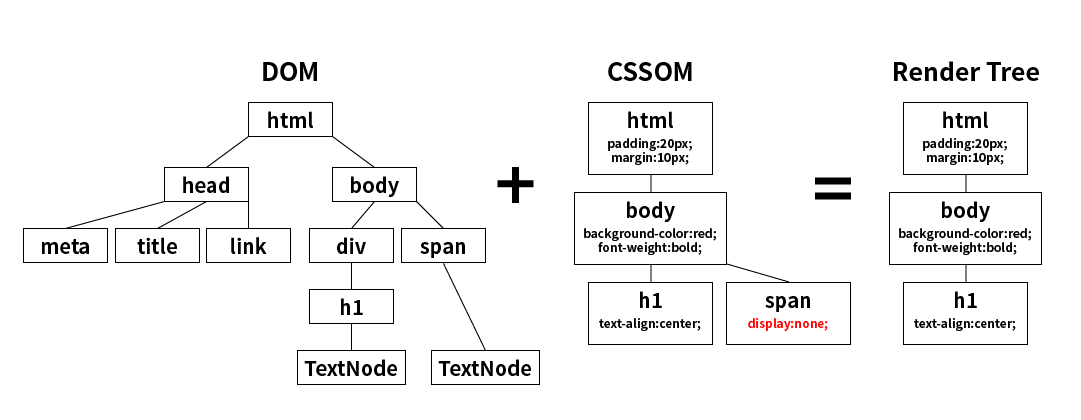 DOM
html
head
body
meta
title
link
div
span
h1
TextNode
TextNode
+
CSSOM
html
padding:20px;
margin:10px;
body
background-color:red;
font-weight:bold;
h1
text-align:center;
span
display:none;
=
Render Tree
html
padding:20px;
margin:10px;
body
background-color:red;
font-weight:bold;
h1
text-align:center;